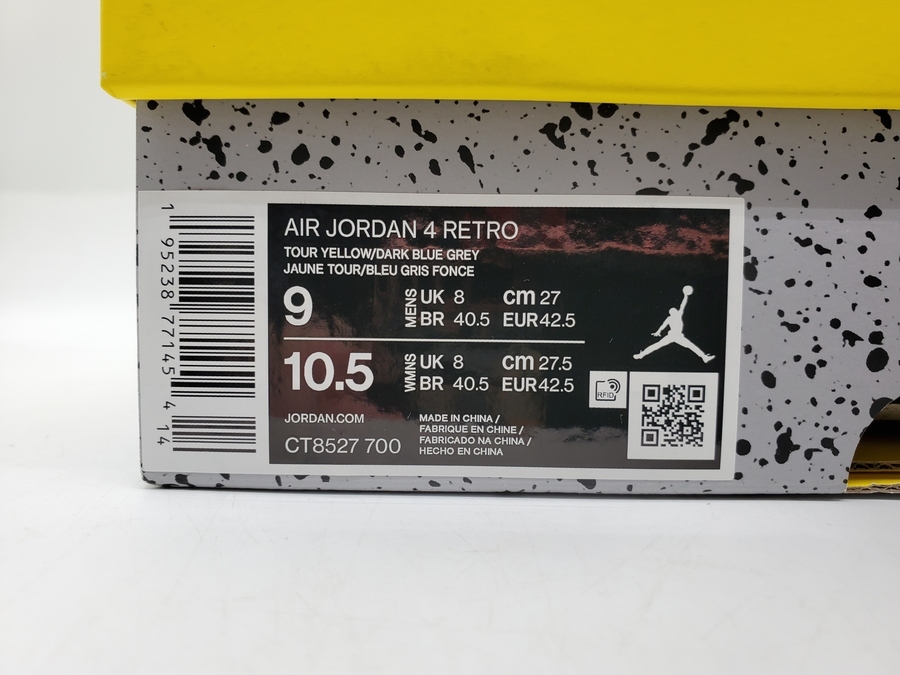 AIR JORDAN 4 RETRO
TOUR YELLOW/DARK BLUE GREY
JAUNE TOUR/BLEU GRIS FONCE
9 MENS UK 8 cm 27
BR 40.5 EUR 42.5
10.5 WMNS UK 8 cm 27.5
BR 40.5 EUR 42.5
RFID
JORDAN.COM
CT8527 700
MADE IN CHINA /
FABRIQUE EN CHINE /
FABRICADO NA CHINA /
HECHO EN CHINA
1 95238 77145 4 14